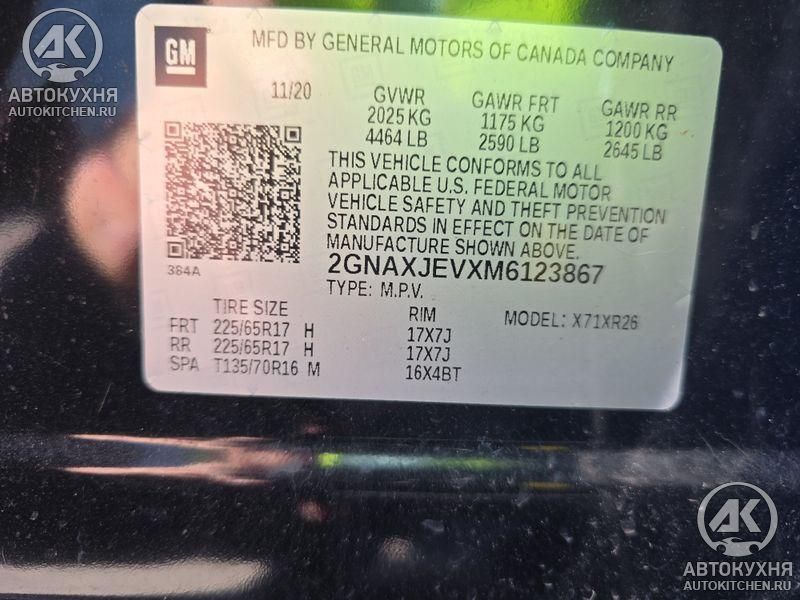 АК
АВТОКУХНЯ
AUTOKITCHEN.RU
GM
MFD BY GENERAL MOTORS OF CANADA COMPANY
11/20 GVWR GAWR FRT GAWR RR
2025 KG 1175 KG 1200 KG
4464 LB 2590 LB 2645 LB
THIS VEHICLE CONFORMS TO ALL
APPLICABLE U.S. FEDERAL MOTOR
VEHICLE SAFETY AND THEFT PREVENTION
STANDARDS IN EFFECT ON THE DATE OF
MANUFACTURE SHOWN ABOVE.
384A
2GNAXJEVXM6123867
TYPE: M.P.V.
TIRE SIZE RIM MODEL: X71XR26
FRT 225/65R17 H 17X7J
RR 225/65R17 H 17X7J
SPA T135/70R16 M 16X4BT
АК
АВТОКУХНЯ
AUTOKITCHEN.RU